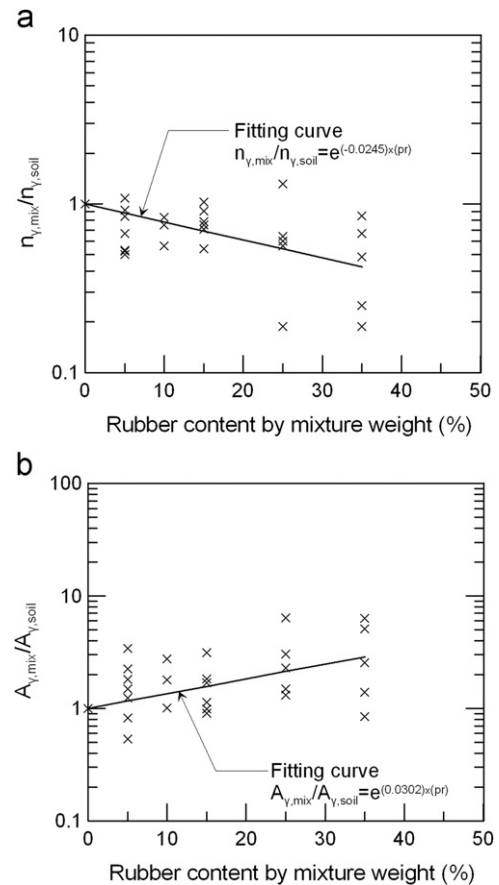 a
10
Fitting curve
nγ,mix/nγ,soil=e(-0.0245)x(pr)
nγ,mix/nγ,soil
1
0.1
0 10 20 30 40 50
Rubber content by mixture weight (%)
b
100
10
Aγ,mix/Aγ,soil
1
Fitting curve
Aγ,mix/Aγ,soil=e(0.0302)x(pr)
0.1
0 10 20 30 40 50
Rubber content by mixture weight (%)